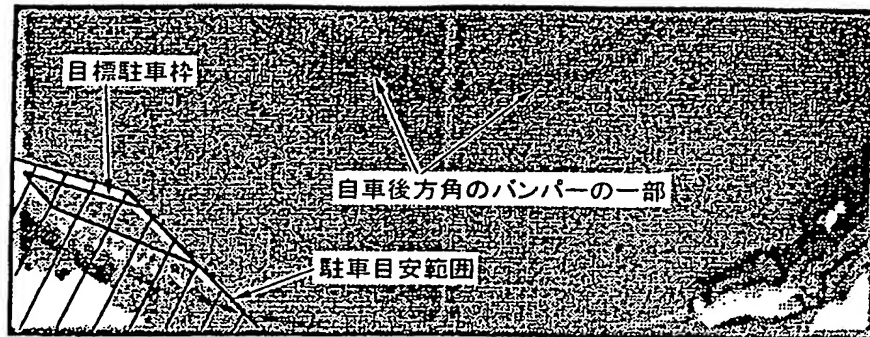 目標駐車枠
自車後方角のバンパーの一部
駐車目安範囲